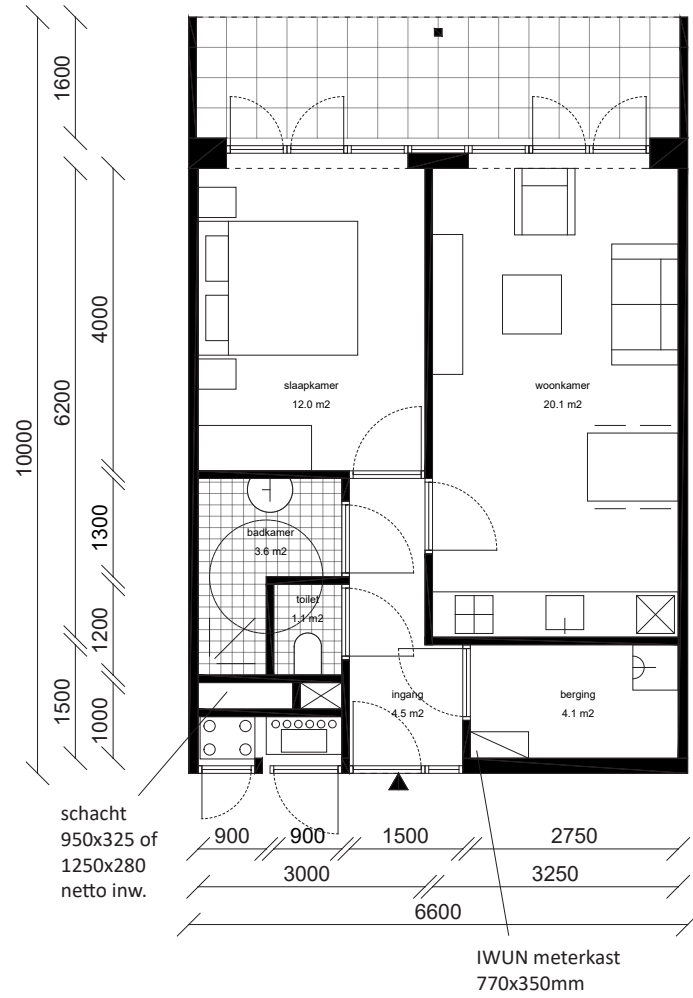 1600
4000
6200
10000
slaapkamer
12.0 m2
woonkamer
20.1 m2
1300
badkamer
3.6 m2
toilet
1.1 m2
1200
1500
1000
ingang
4.5 m2
berging
4.1 m2
schacht
950x325 of
1250x280
netto inw.
900
900
1500
2750
3000
3250
6600
IWUN meterkast
770x350mm